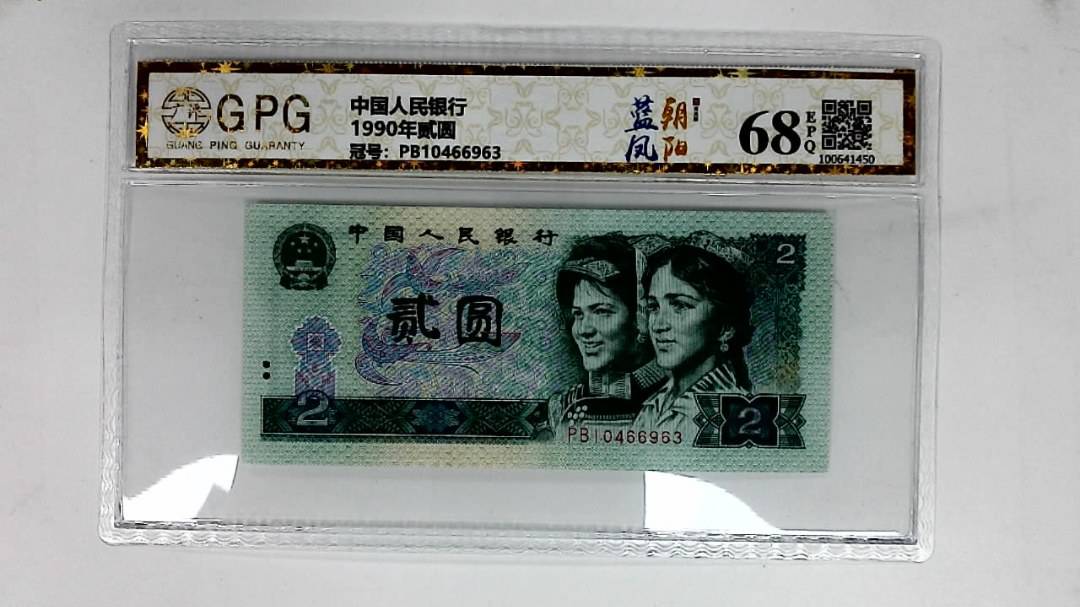 GPG
GUANG PING GUARANTY
中国人民银行
1990年贰圆
冠号：PB10466963
蓝凤
朝阳
68
EPQ
100641450
中国人民银行
2
贰圆
2
PB10466963
2